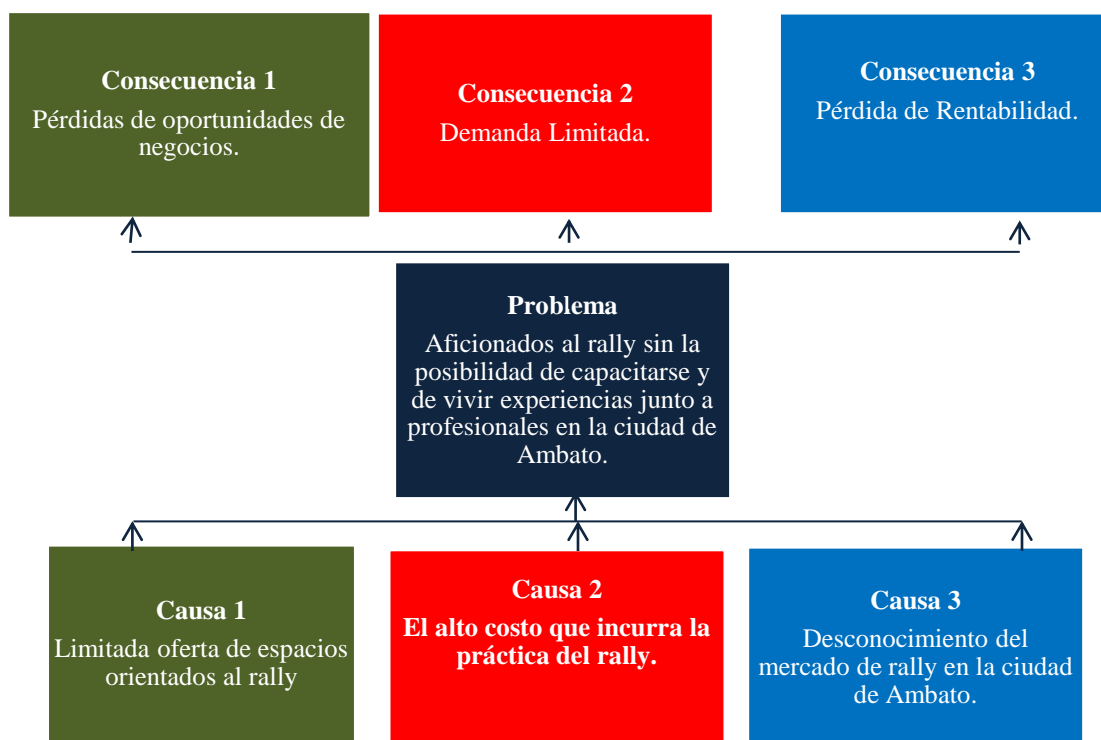 Consecuencia 1
Pérdidas de oportunidades de
negocios.
Consecuencia 2
Demanda Limitada.
Consecuencia 3
Pérdida de Rentabilidad.
Problema
Aficionados al rally sin la
posibilidad de capacitarse y
de vivir experiencias junto a
profesionales en la ciudad de
Ambato.
Causa 1
Limitada oferta de espacios
orientados al rally
Causa 2
El alto costo que incurra la
práctica del rally.
Causa 3
Desconocimiento del
mercado de rally en la ciudad
de Ambato.